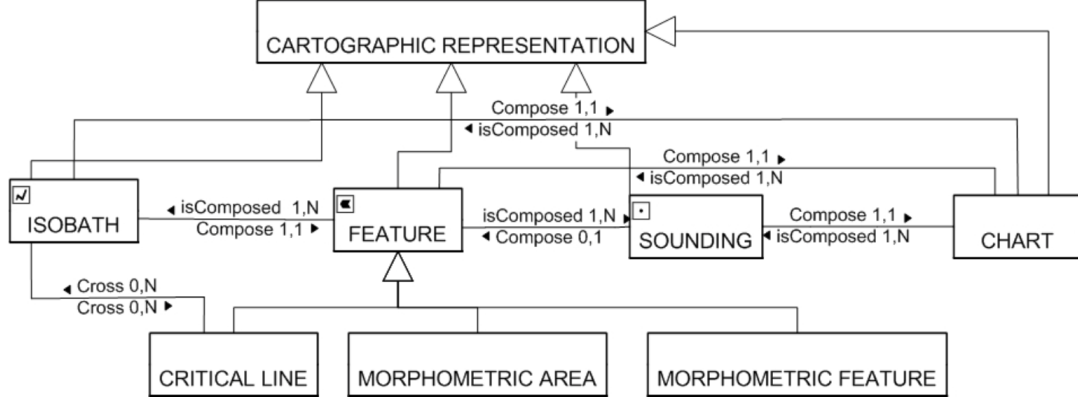 CARTOGRAPHIC REPRESENTATION
Compose 1,1 ▶
◀ isComposed 1,N
Compose 1,1 ▶
◀ isComposed 1,N
ISOBATH
◀ isComposed 1,N
Compose 1,1 ▶
FEATURE
isComposed 1,N ▶
◀ Compose 0,1
SOUNDING
Compose 1,1 ▶
◀ isComposed 1,N
CHART
◀ Cross 0,N
Cross 0,N ▶
CRITICAL LINE
MORPHOMETRIC AREA
MORPHOMETRIC FEATURE